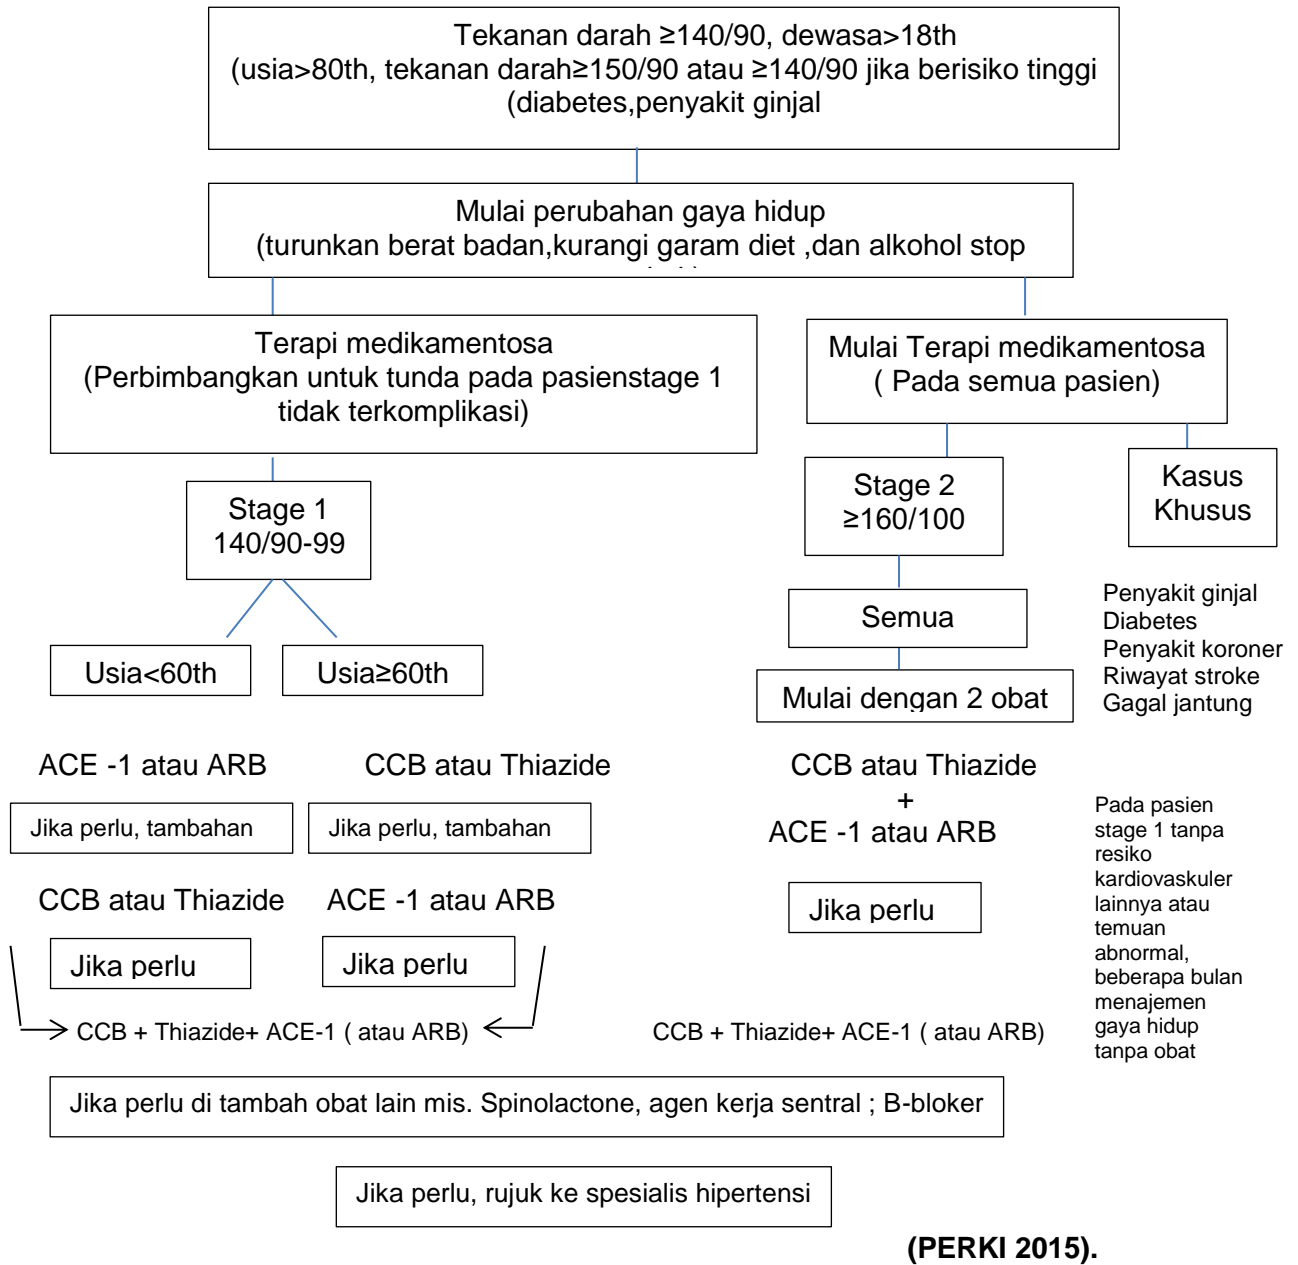 Tekanan darah ≥140/90, dewasa>18th
(usia>80th, tekanan darah≥150/90 atau ≥140/90 jika berisiko tinggi
(diabetes,penyakit ginjal
Mulai perubahan gaya hidup
(turunkan berat badan,kurangi garam diet ,dan alkohol stop
Terapi medikamentosa
(Perbimbangkan untuk tunda pada pasienstage 1
tidak terkomplikasi)
Mulai Terapi medikamentosa
( Pada semua pasien)
Stage 1
140/90-99
Stage 2
≥160/100
Kasus
Khusus
Usia<60th
Usia≥60th
Semua
Mulai dengan 2 obat
Penyakit ginjal
Diabetes
Penyakit koroner
Riwayat stroke
Gagal jantung
ACE -1 atau ARB
CCB atau Thiazide
CCB atau Thiazide
+
ACE -1 atau ARB
Jika perlu, tambahan
Jika perlu, tambahan
CCB atau Thiazide
ACE -1 atau ARB
Jika perlu
Jika perlu
Jika perlu
Pada pasien
stage 1 tanpa
resiko
kardiovaskuler
lainnya atau
temuan
abnormal,
beberapa bulan
menajemen
gaya hidup
tanpa obat
CCB + Thiazide+ ACE-1 ( atau ARB)
CCB + Thiazide+ ACE-1 ( atau ARB)
Jika perlu di tambah obat lain mis. Spinolactone, agen kerja sentral ; B-bloker
Jika perlu, rujuk ke spesialis hipertensi
(PERKI 2015).